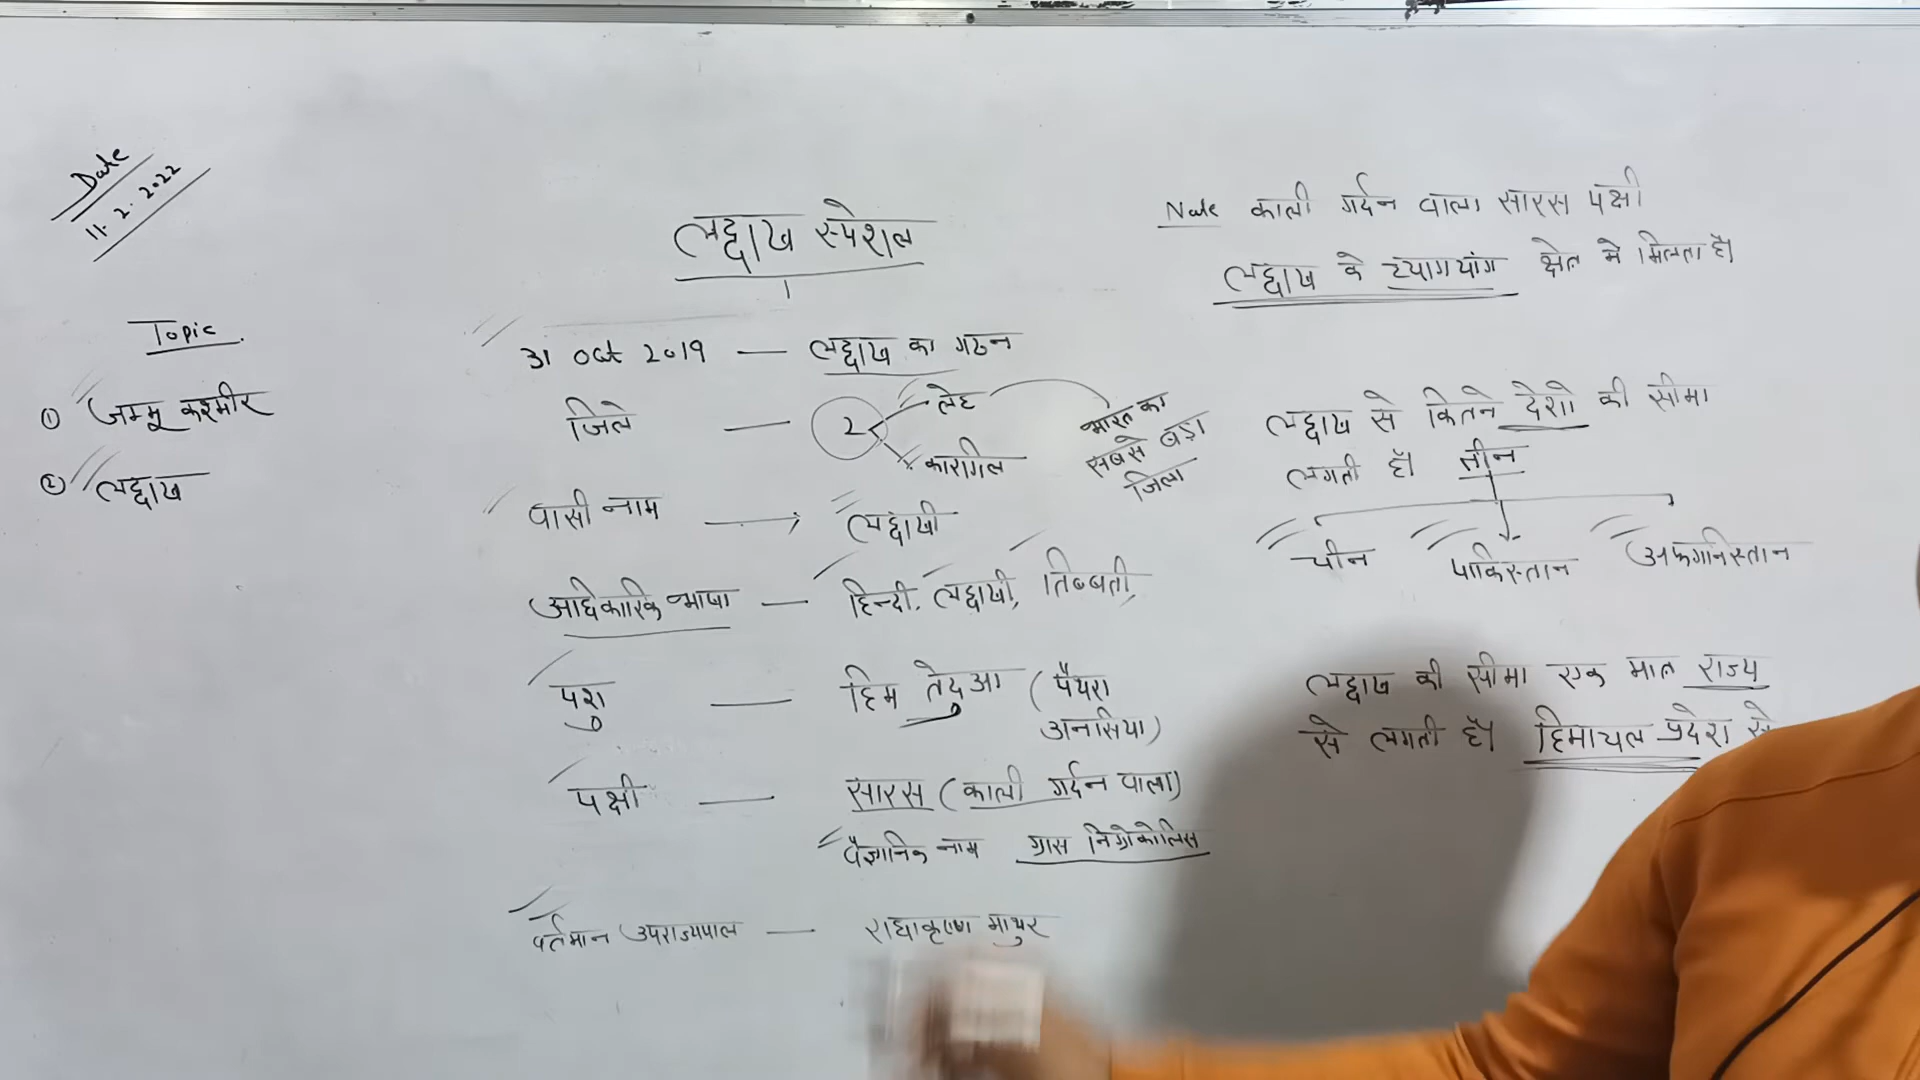 Date
11.2.2022
Topic
① जम्मू कश्मीर
② लद्दाख
लद्दाख स्पेशल
31 Oct 2019 — लद्दाख का गठन
जिले — 2 लेह
कारगिल
भारत का
सबसे बड़ा
जिला
वासी नाम → लद्दाखी
आधिकारिक भाषा — हिन्दी, लद्दाखी, तिब्बती,
पशु — हिम तेंदुआ (पैंथरा
अनसिया)
पक्षी — सारस (काली गर्दन वाला)
वैज्ञानिक नाम ग्रास निग्रोकोलिस
वर्तमान उपराज्यपाल — राधाकृष्ण माथुर
Note काली गर्दन वाला सारस पक्षी
लद्दाख के च्यागयांग क्षेत्र मे मिलता है।
लद्दाख से कितने देशो की सीमा
लगती है। तीन
चीन पाकिस्तान अफगानिस्तान
लद्दाख की सीमा एक मात्र राज्य
से लगती है। हिमाचल प्रदेश से